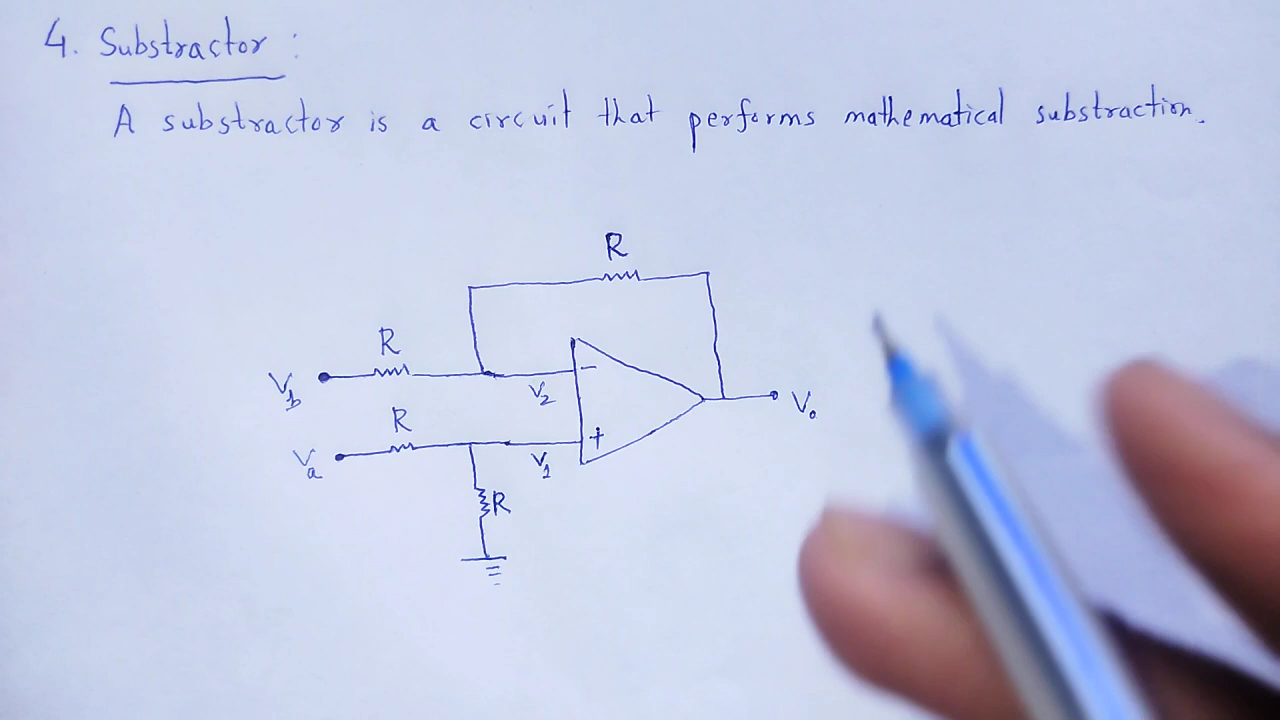 4. Substractor :
A substractor is a circuit that performs mathematical substraction.
R
R
Vb
V2
−
Vo
R
Va
V1
+
R